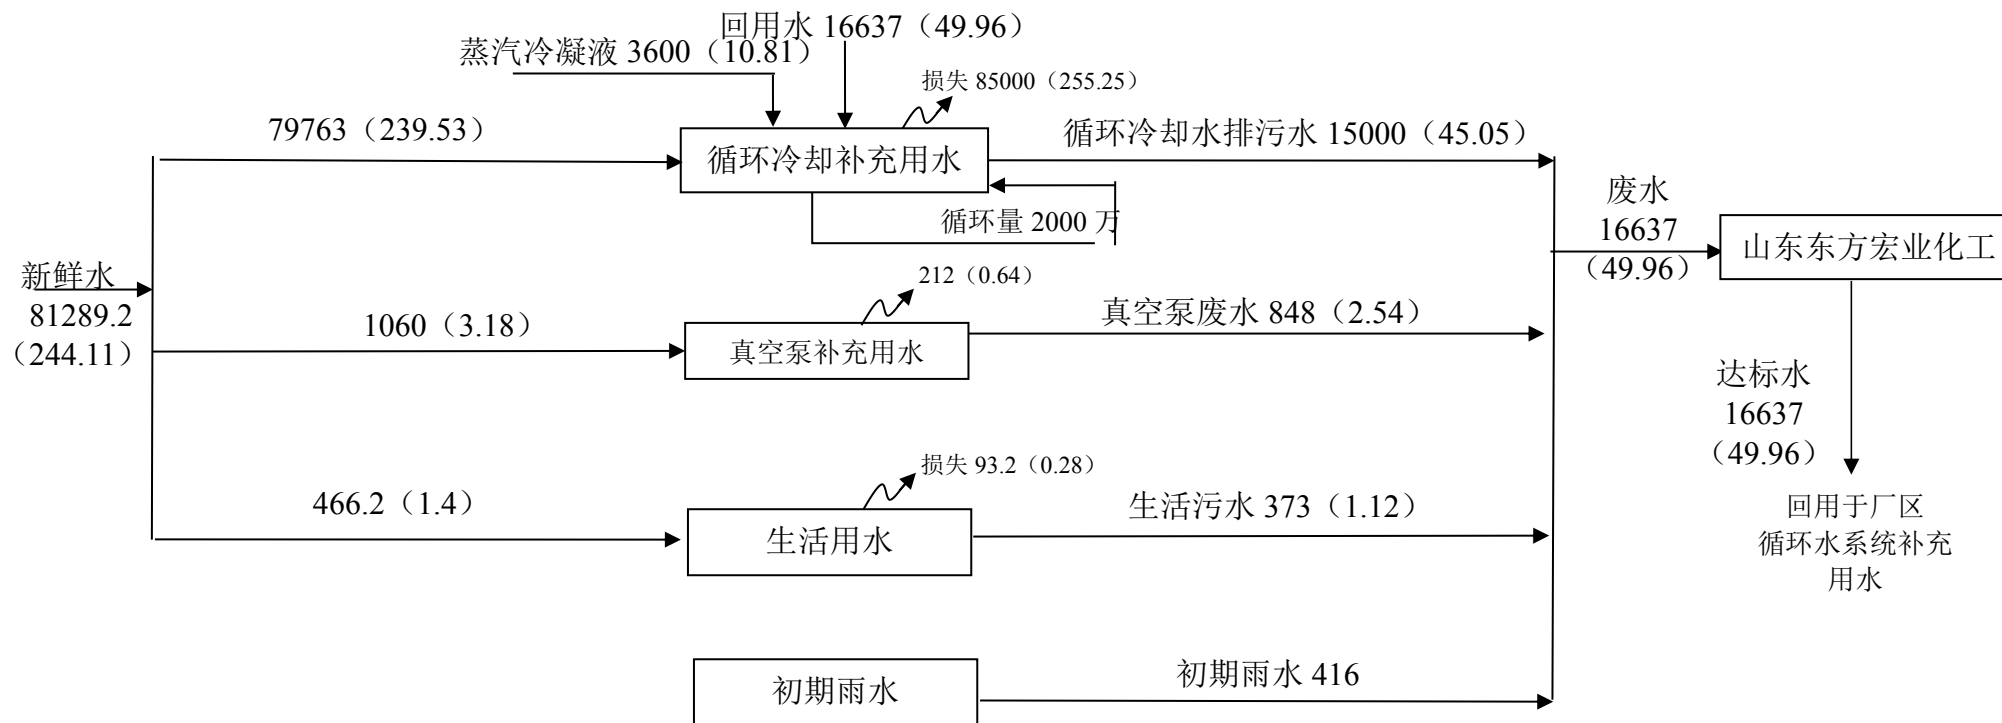 回用水 16637（49.96）
蒸汽冷凝液 3600（10.81）
损失 85000（255.25）
79763（239.53）
循环冷却补充用水
循环冷却水排污水 15000（45.05）
循环量 2000 万
废水
16637
（49.96）
山东东方宏业化工
新鲜水
81289.2
（244.11）
212（0.64）
1060（3.18）
真空泵补充用水
真空泵废水 848（2.54）
达标水
16637
（49.96）
损失 93.2（0.28）
466.2（1.4）
生活用水
生活污水 373（1.12）
回用于厂区
循环水系统补充
用水
初期雨水
初期雨水 416